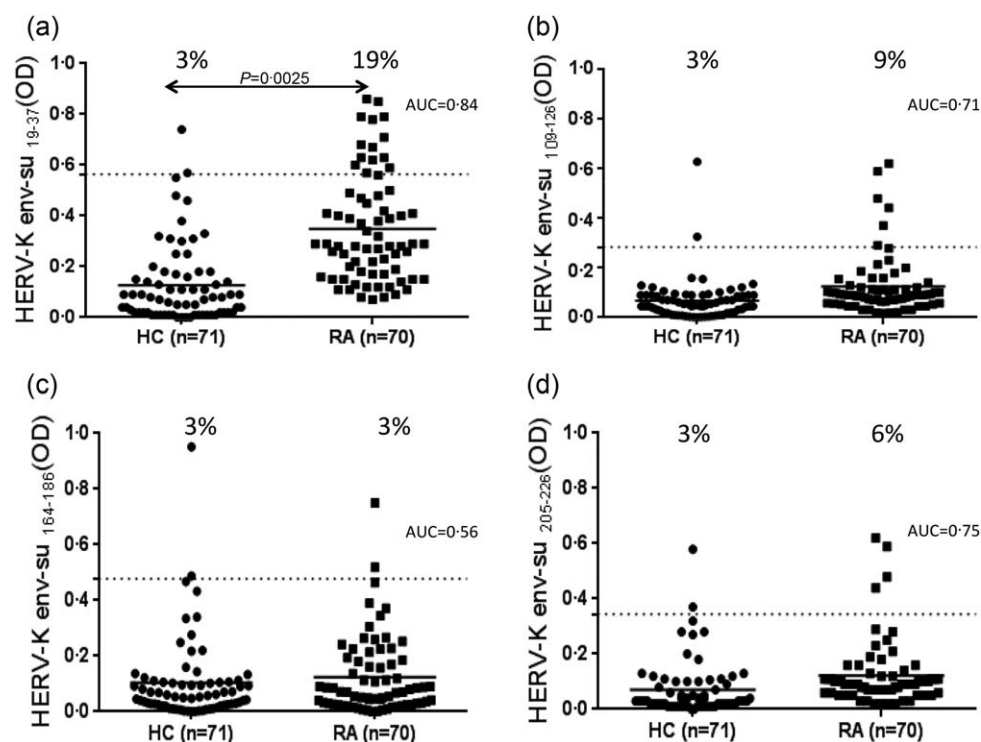 (a)
3% 19%
P=0·0025
AUC=0·84
HERV-K env-su 19-37(OD)
1·0
0·8
0·6
0·4
0·2
0·0
HC (n=71) RA (n=70)
(b)
3% 9%
AUC=0·71
HERV-K env-su 109-126(OD)
1·0
0·8
0·6
0·4
0·2
0·0
HC (n=71) RA (n=70)
(c)
3% 3%
AUC=0·56
HERV-K env-su 164-186(OD)
1·0
0·8
0·6
0·4
0·2
0·0
HC (n=71) RA (n=70)
(d)
3% 6%
AUC=0·75
HERV-K env-su 205-226(OD)
1·0
0·8
0·6
0·4
0·2
0·0
HC (n=71) RA (n=70)